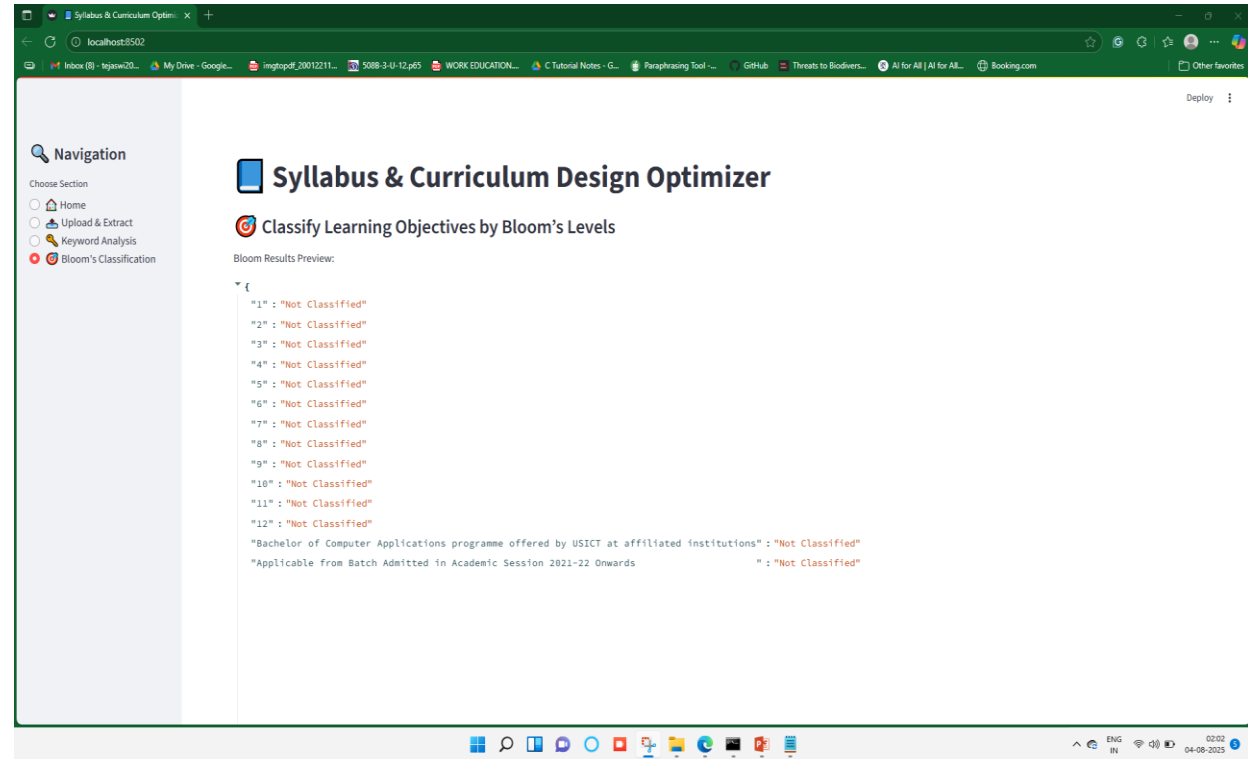 Syllabus & Curriculum Optimi
localhost:8502
Inbox (8) - tejaswi20... My Drive - Google... imgtopdf_20012211... 5088-3-U-12.p65 WORK EDUCATION... C Tutorial Notes - G... Paraphrasing Tool -... GitHub Threats to Biodivers... AI for All | AI for All... Booking.com Other favorites
Deploy
Navigation
Choose Section
Home
Upload & Extract
Keyword Analysis
Bloom's Classification
Syllabus & Curriculum Design Optimizer
Classify Learning Objectives by Bloom’s Levels
Bloom Results Preview:
{
"1" : "Not Classified"
"2" : "Not Classified"
"3" : "Not Classified"
"4" : "Not Classified"
"5" : "Not Classified"
"6" : "Not Classified"
"7" : "Not Classified"
"8" : "Not Classified"
"9" : "Not Classified"
"10" : "Not Classified"
"11" : "Not Classified"
"12" : "Not Classified"
"Bachelor of Computer Applications programme offered by USICT at affiliated institutions" : "Not Classified"
"Applicable from Batch Admitted in Academic Session 2021-22 Onwards " : "Not Classified"
ENG 02:02
IN 04-08-2025 5